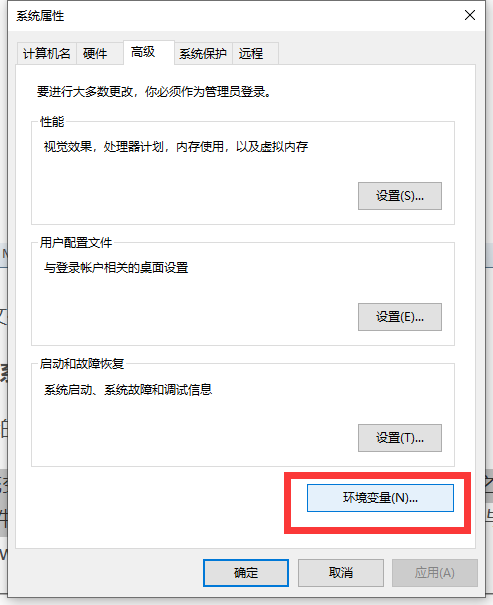 系统属性
计算机名
硬件
高级
系统保护
远程
要进行大多数更改，你必须作为管理员登录。
性能
视觉效果，处理器计划，内存使用，以及虚拟内存
设置(S)...
用户配置文件
与登录帐户相关的桌面设置
设置(E)...
启动和故障恢复
系统启动、系统故障和调试信息
设置(T)...
环境变量(N)...
确定
取消
应用(A)